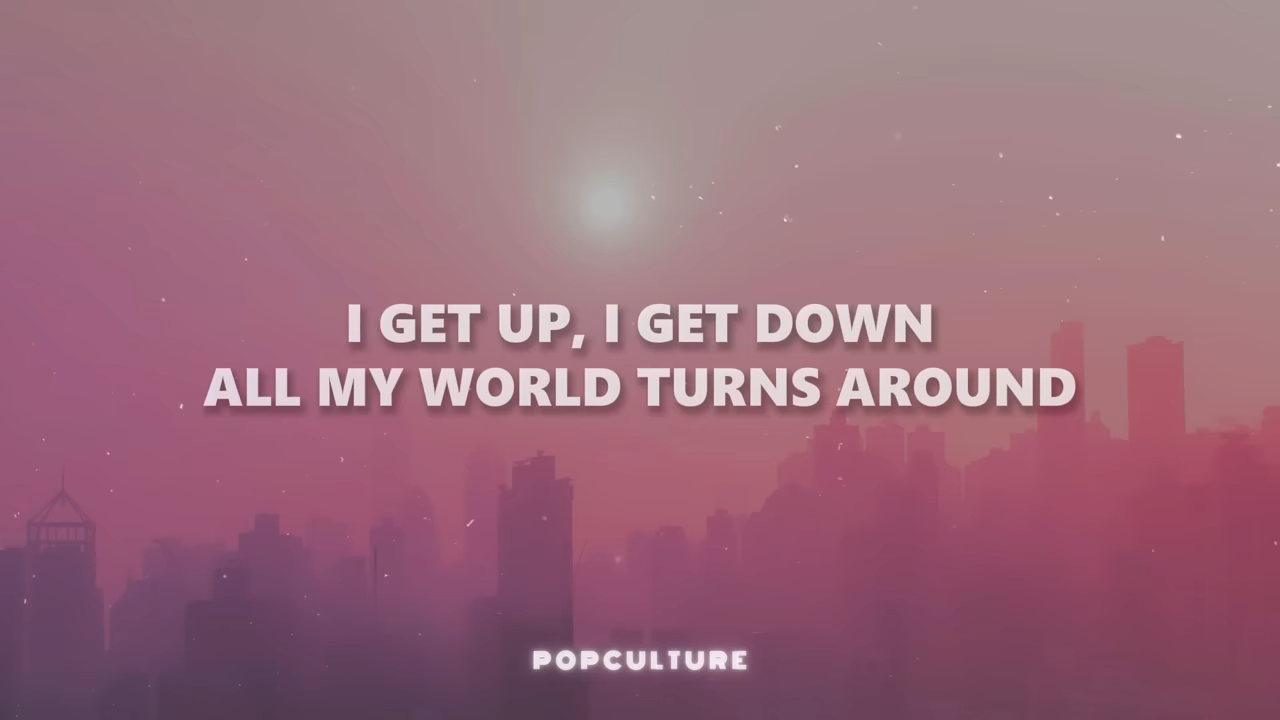 I GET UP, I GET DOWN
ALL MY WORLD TURNS AROUND
POPCULTURE